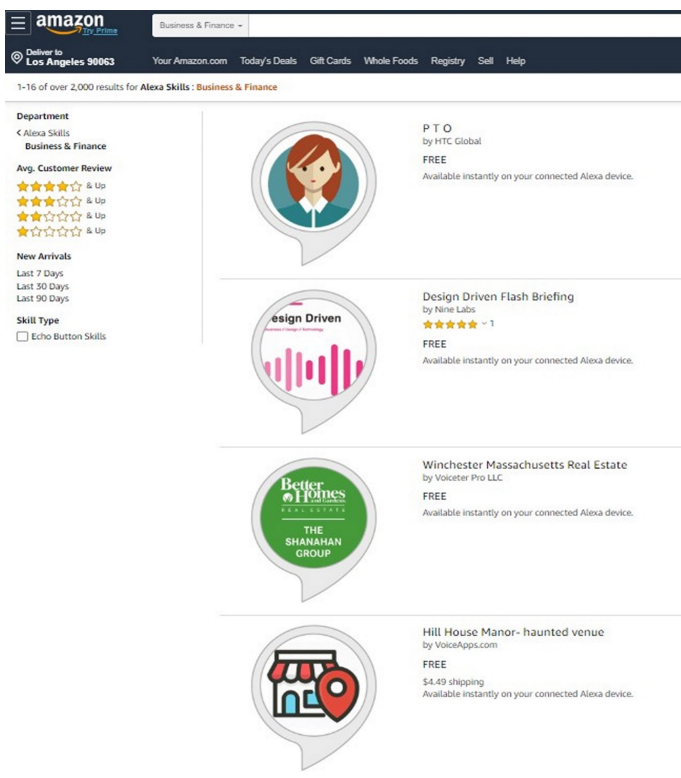 amazon
Try Prime
Business & Finance
Deliver to
Los Angeles 90063
Your Amazon.com Today's Deals Gift Cards Whole Foods Registry Sell Help
1-16 of over 2,000 results for Alexa Skills : Business & Finance
Department
< Alexa Skills
Business & Finance
Avg. Customer Review
& Up
& Up
& Up
& Up
New Arrivals
Last 7 Days
Last 30 Days
Last 90 Days
Skill Type
Echo Button Skills
P T O
by HTC Global
FREE
Available instantly on your connected Alexa device.
esign Driven
Design Driven Flash Briefing
by Nine Labs
1
FREE
Available instantly on your connected Alexa device.
Better
Homes
and Gardens
REAL ESTATE
THE
SHANAHAN
GROUP
Winchester Massachusetts Real Estate
by Voiceter Pro LLC
FREE
Available instantly on your connected Alexa device.
Hill House Manor- haunted venue
by VoiceApps.com
FREE
$4.49 shipping
Available instantly on your connected Alexa device.